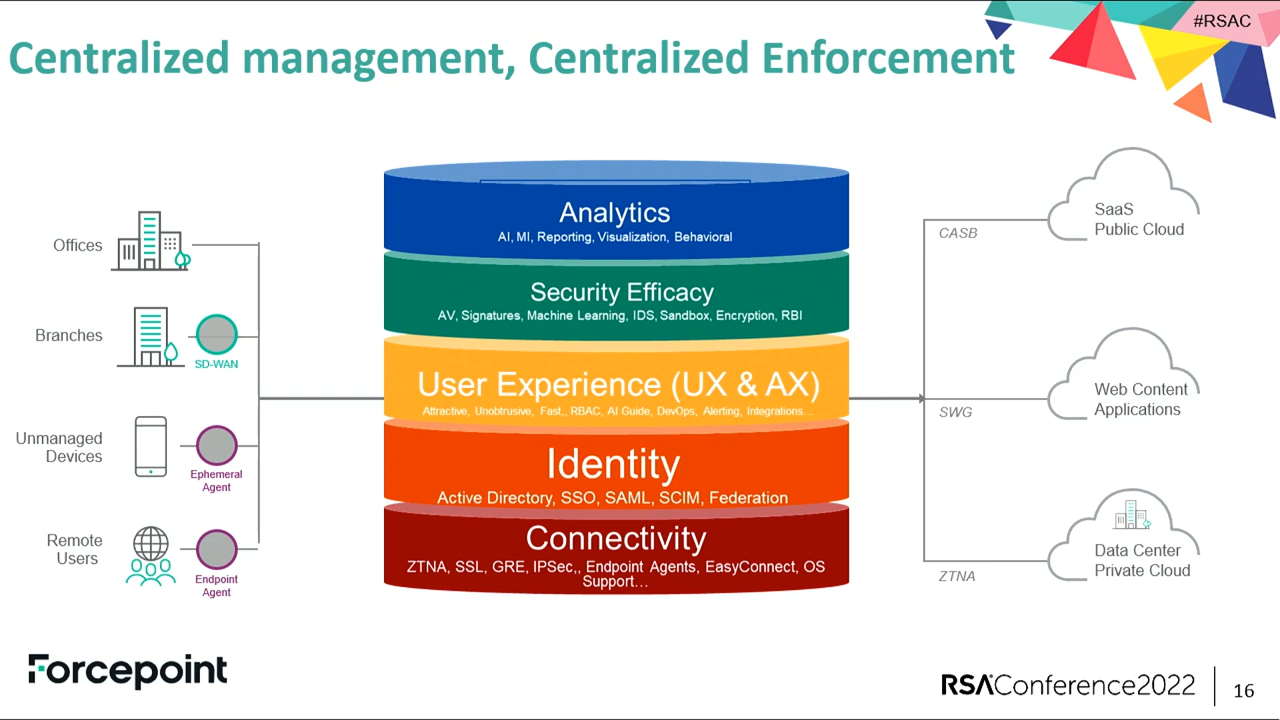 #RSAC
Centralized management, Centralized Enforcement
Offices
Branches
SD-WAN
Unmanaged
Devices
Ephemeral
Agent
Remote
Users
Endpoint
Agent
Analytics
AI, MI, Reporting, Visualization, Behavioral
Security Efficacy
AV, Signatures, Machine Learning, IDS, Sandbox, Encryption, RBI
User Experience (UX & AX)
Attractive, Unobtrusive, Fast,, RBAC, AI Guide, DevOps, Alerting, Integrations...
Identity
Active Directory, SSO, SAML, SCIM, Federation
Connectivity
ZTNA, SSL, GRE, IPSec,, Endpoint Agents, EasyConnect, OS
Support...
CASB
SaaS
Public Cloud
SWG
Web Content
Applications
ZTNA
Data Center
Private Cloud
Forcepoint
RSAConference2022
16